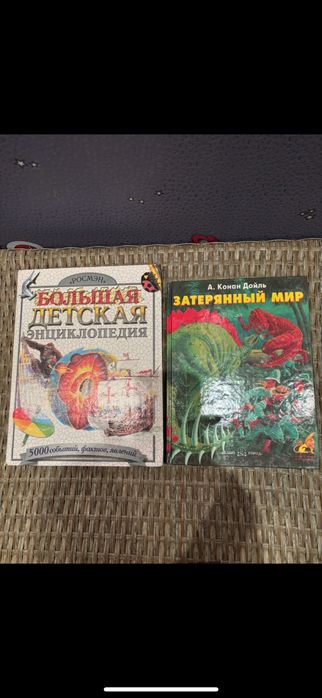 «РОСМЭН»
БОЛЬШАЯ
ДЕТСКАЯ
ЭНЦИКЛОПЕДИЯ
5000 событий, фактов, явлений
А. Конан Дойль
ЗАТЕРЯННЫЙ МИР